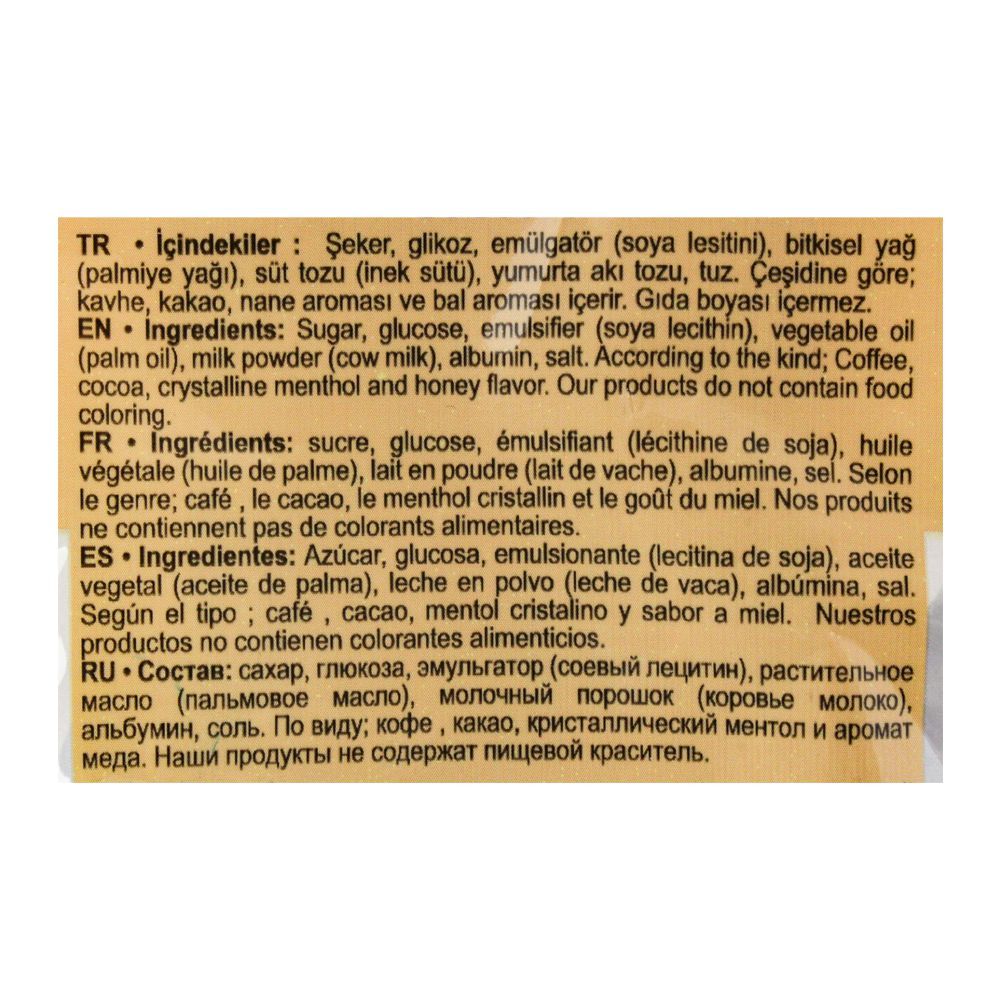 TR • İçindekiler : Şeker, glikoz, emülgatör (soya lesitini), bitkisel yağ
(palmiye yağı), süt tozu (inek sütü), yumurta akı tozu, tuz. Çeşidine göre;
kavhe, kakao, nane aroması ve bal aroması içerir. Gıda boyası içermez.
EN • Ingredients: Sugar, glucose, emulsifier (soya lecithin), vegetable oil
(palm oil), milk powder (cow milk), albumin, salt. According to the kind; Coffee,
cocoa, crystalline menthol and honey flavor. Our products do not contain food
coloring.
FR • Ingrédients: sucre, glucose, émulsifiant (lécithine de soja), huile
végétale (huile de palme), lait en poudre (lait de vache), albumine, sel. Selon
le genre; café , le cacao, le menthol cristallin et le goût du miel. Nos produits
ne contiennent pas de colorants alimentaires.
ES • Ingredientes: Azúcar, glucosa, emulsionante (lecitina de soja), aceite
vegetal (aceite de palma), leche en polvo (leche de vaca), albúmina, sal.
Según el tipo ; café , cacao, mentol cristalino y sabor a miel. Nuestros
productos no contienen colorantes alimenticios.
RU • Состав: сахар, глюкоза, эмульгатор (соевый лецитин), растительное
масло (пальмовое масло), молочный порошок (коровье молоко),
альбумин, соль. По виду; кофе , какао, кристаллический ментол и аромат
меда. Наши продукты не содержат пищевой краситель.